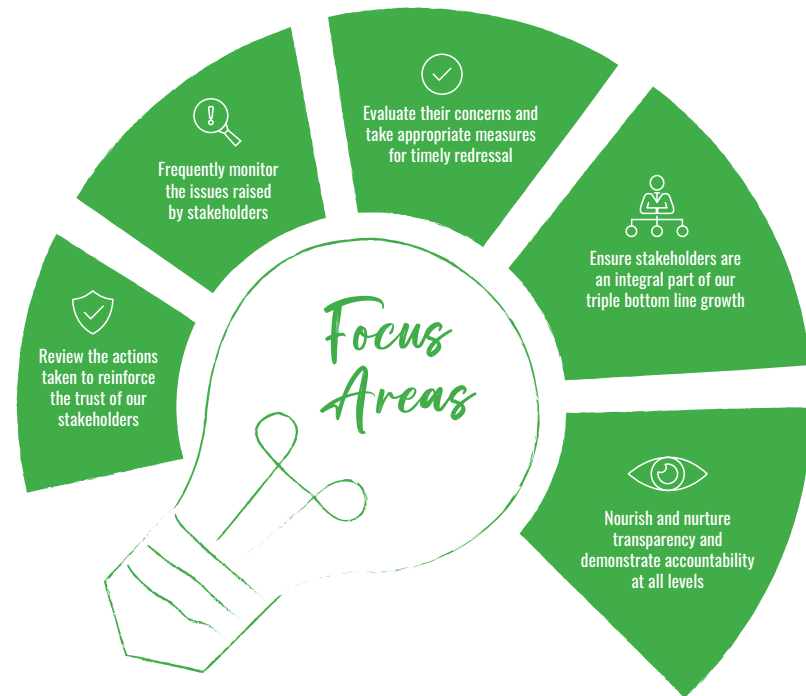 Focus
Areas
Review the actions
taken to reinforce
the trust of our
stakeholders
Frequently monitor
the issues raised
by stakeholders
Evaluate their concerns and
take appropriate measures
for timely redressal
Ensure stakeholders are
an integral part of our
triple bottom line growth
Nourish and nurture
transparency and
demonstrate accountability
at all levels